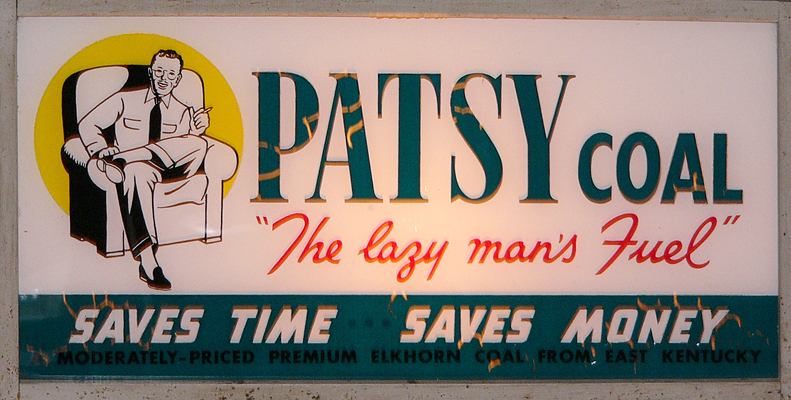 PATSY COAL
"The lazy man's Fuel"
SAVES TIME ... SAVES MONEY
MODERATELY-PRICED PREMIUM ELKHORN COAL FROM EAST KENTUCKY